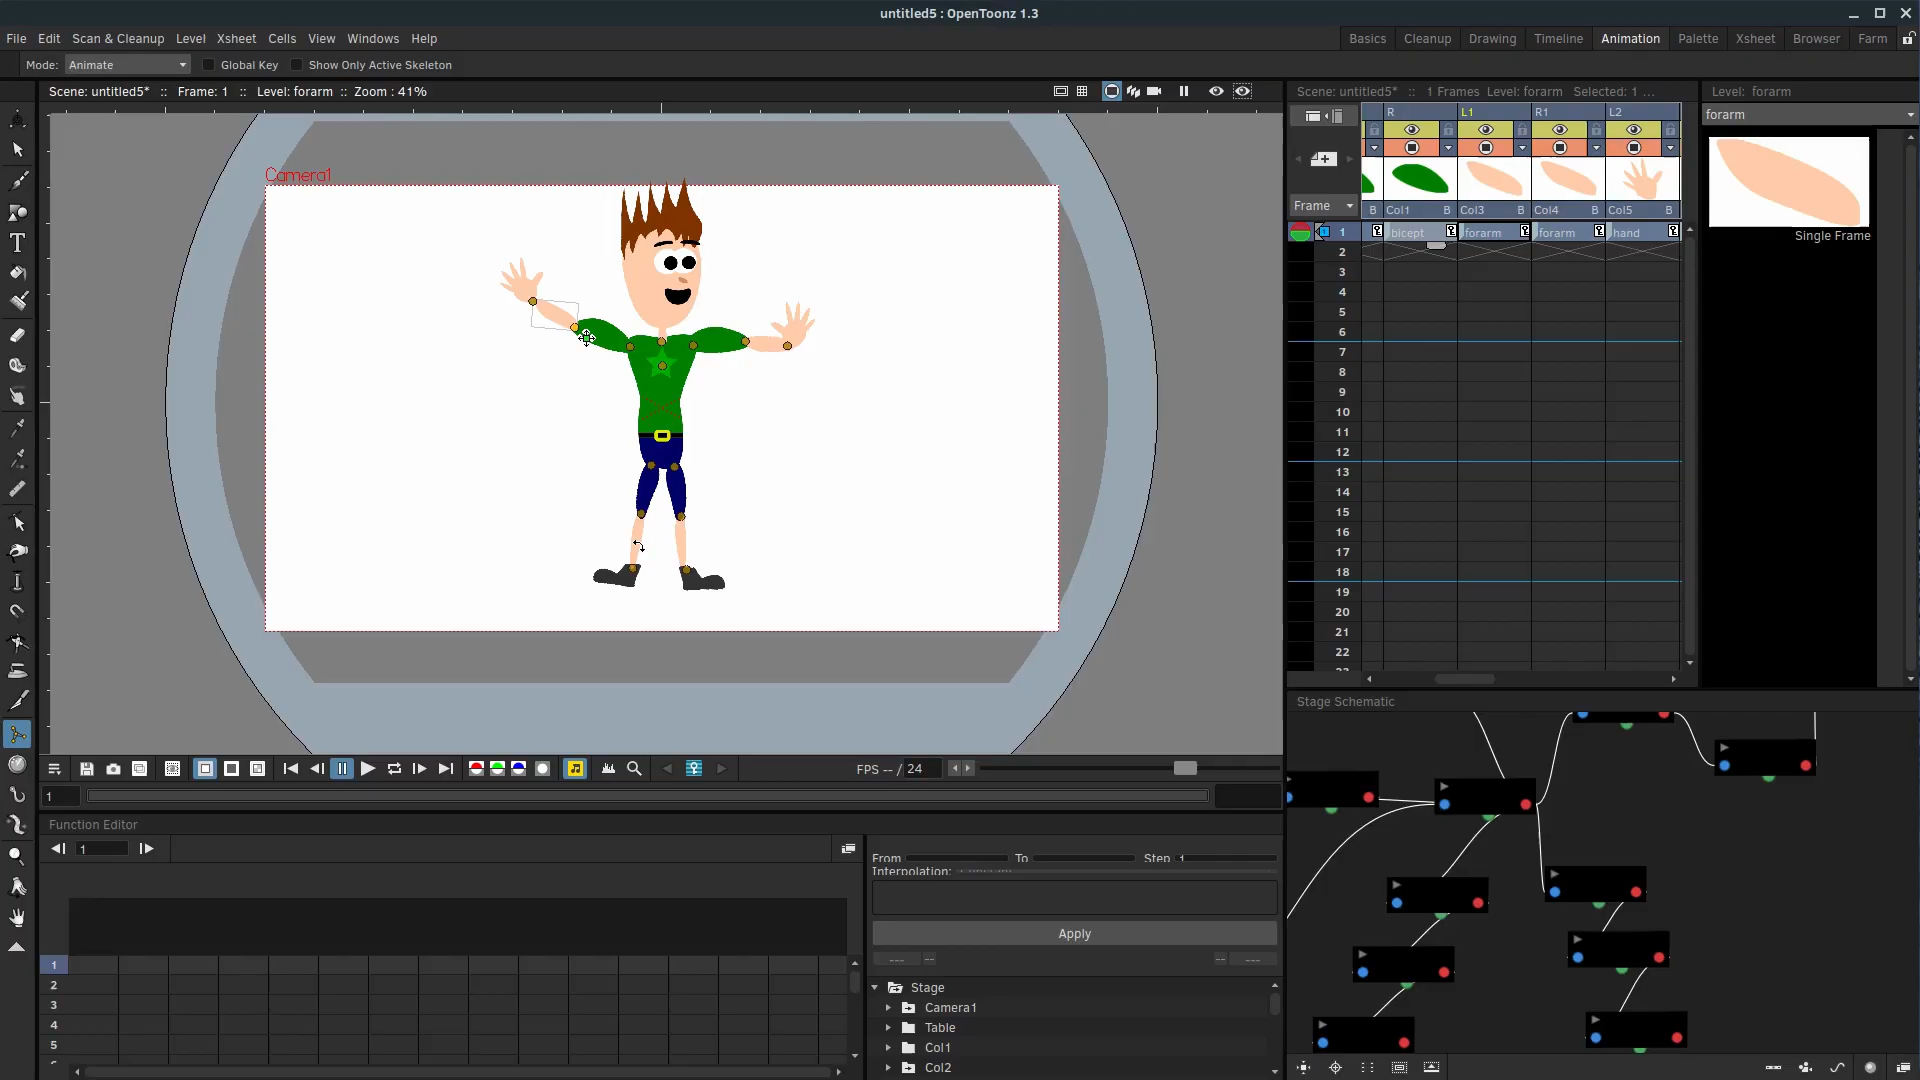 untitled5 : OpenToonz 1.3
File Edit Scan & Cleanup Level Xsheet Cells View Windows Help
Basics Cleanup Drawing Timeline Animation Palette Xsheet Browser Farm
Mode: Animate Global Key Show Only Active Skeleton
Scene: untitled5* :: Frame: 1 :: Level: forarm :: Zoom : 41%
Scene: untitled5* :: 1 Frames Level: forarm Selected: 1 ...
Level: forarm
forarm
R L1 R1 L2
Camera1
Frame
B Col1 B Col3 B Col4 B Col5 B
1 bicept forarm forarm hand
Single Frame
2
3
4
5
6
7
8
9
10
11
12
13
14
15
16
17
18
19
20
21
22
Stage Schematic
FPS -- / 24
1
Function Editor
1
From To Step 1
Interpolation:
Apply
--- -- -- ---
1
2
3
4
5
Stage
Camera1
Table
Col1
Col2